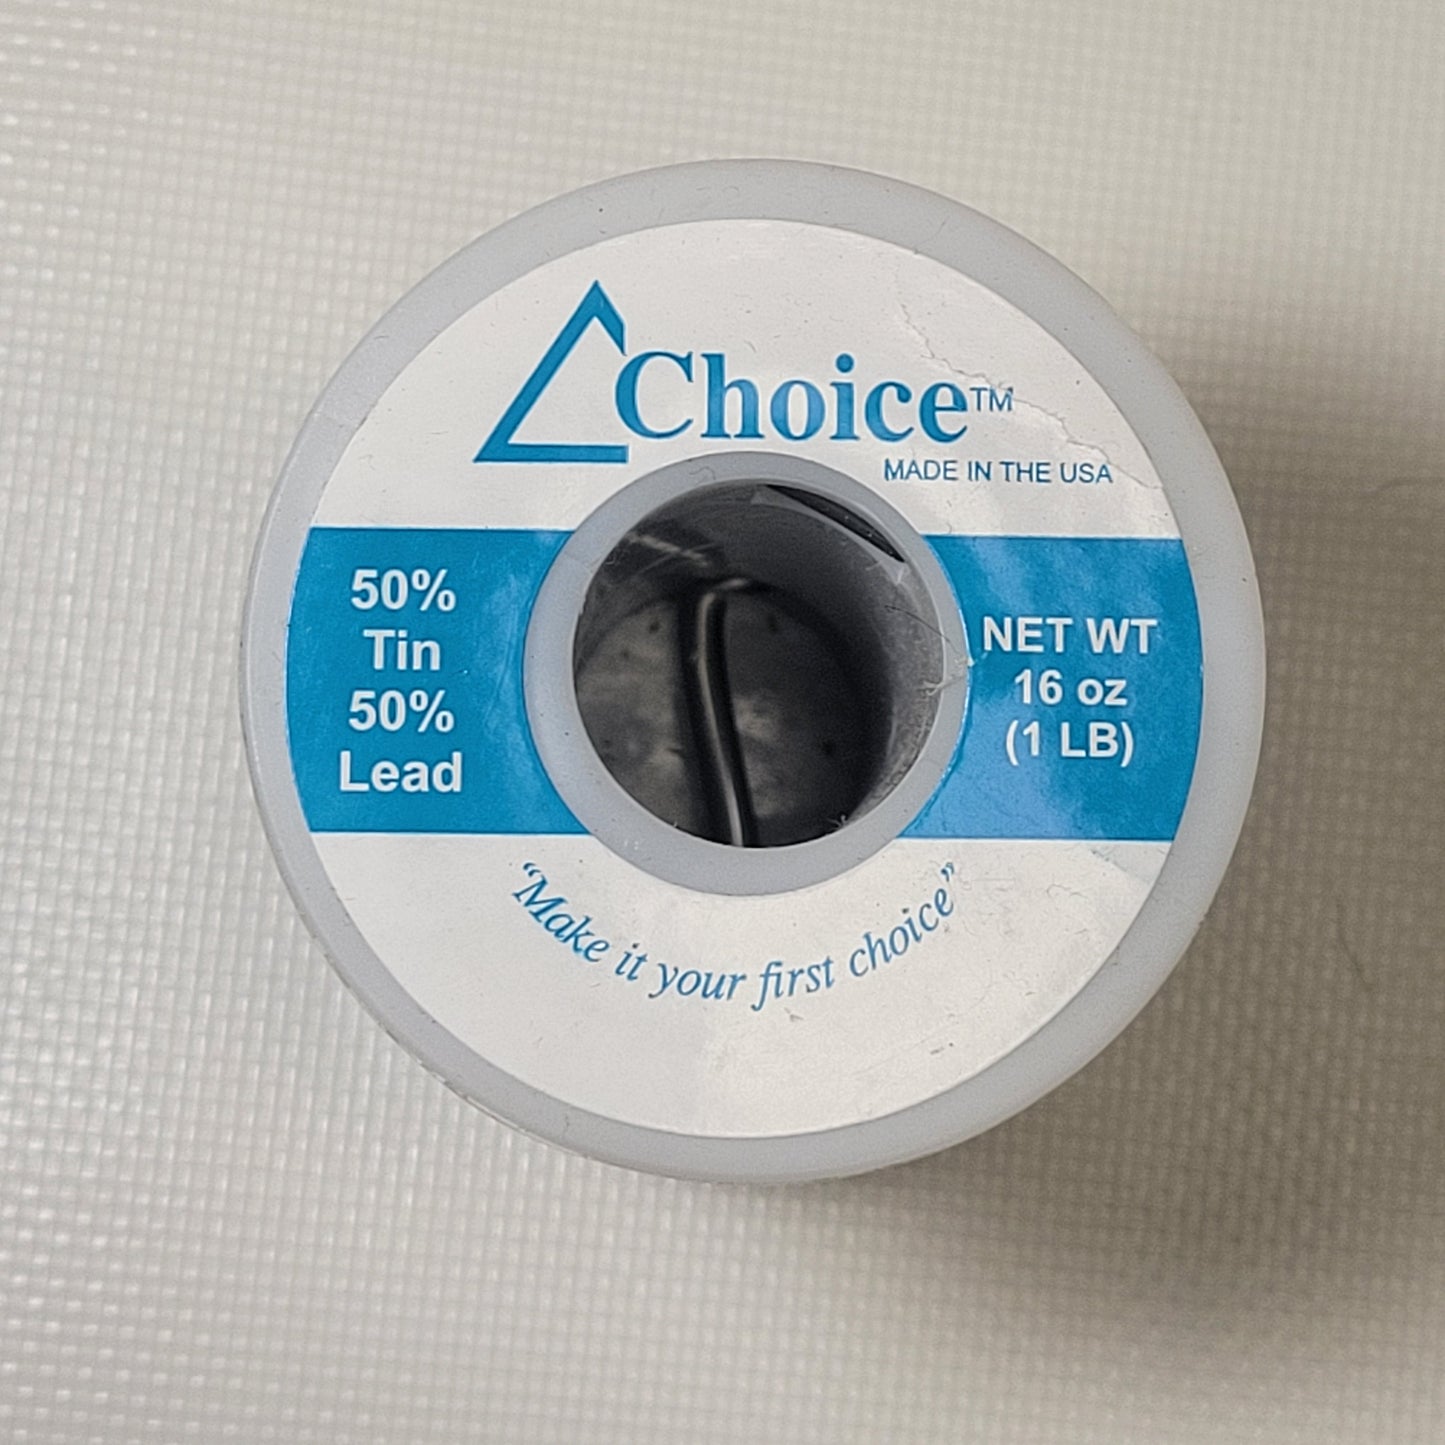 Choice™
MADE IN THE USA
50%
Tin
50%
Lead
NET WT
16 oz
(1 LB)
“Make it your first choice”